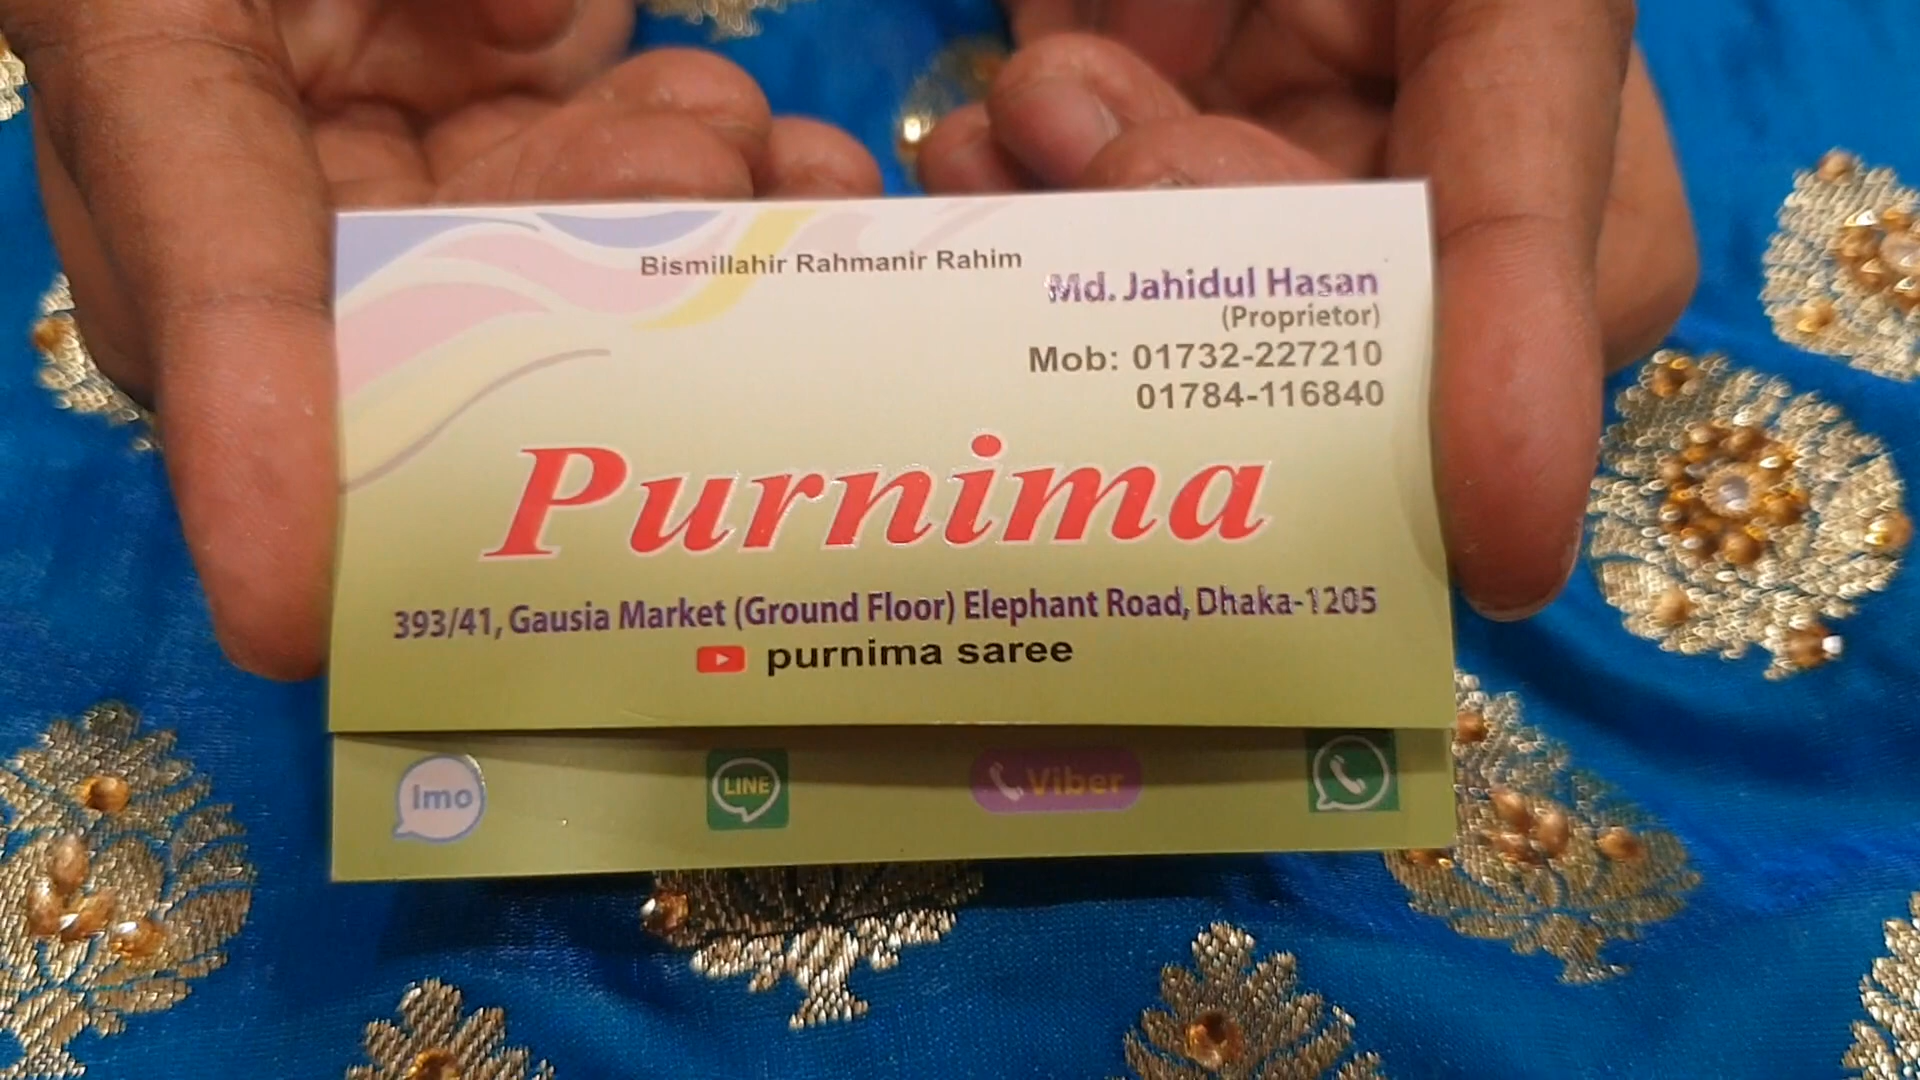 Bismillahir Rahmanir Rahim
Md. Jahidul Hasan
(Proprietor)
Mob: 01732-227210
01784-116840
Purnima
393/41, Gausia Market (Ground Floor) Elephant Road, Dhaka-1205
purnima saree
Imo LINE Viber